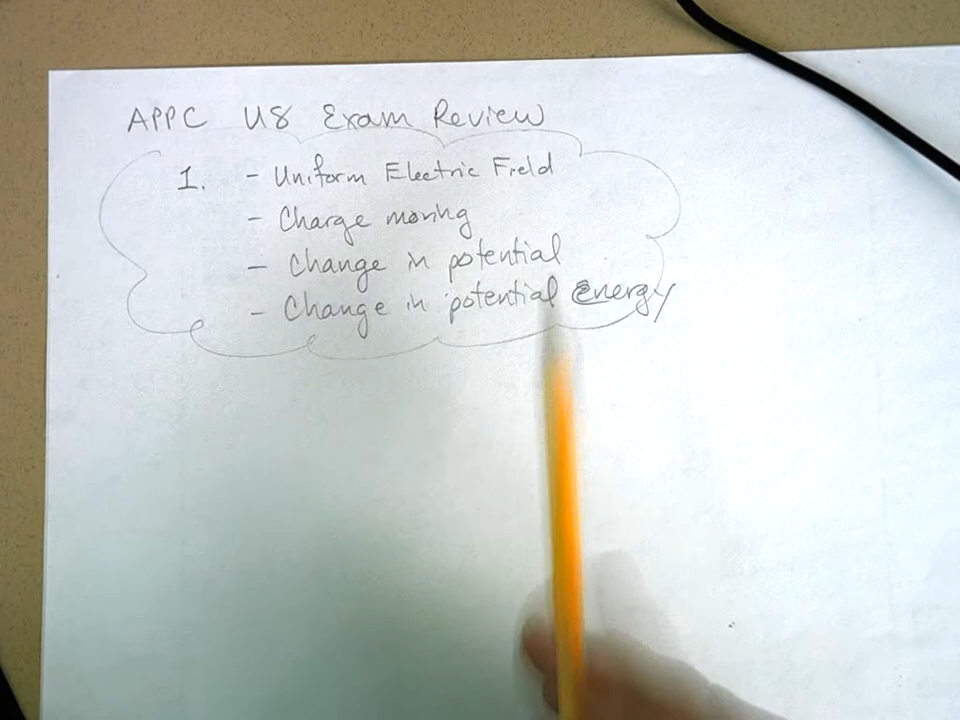 APPC U8 Exam Review
1. - Uniform Electric Field
- Charge moving
- Change in potential
- Change in potential Energy